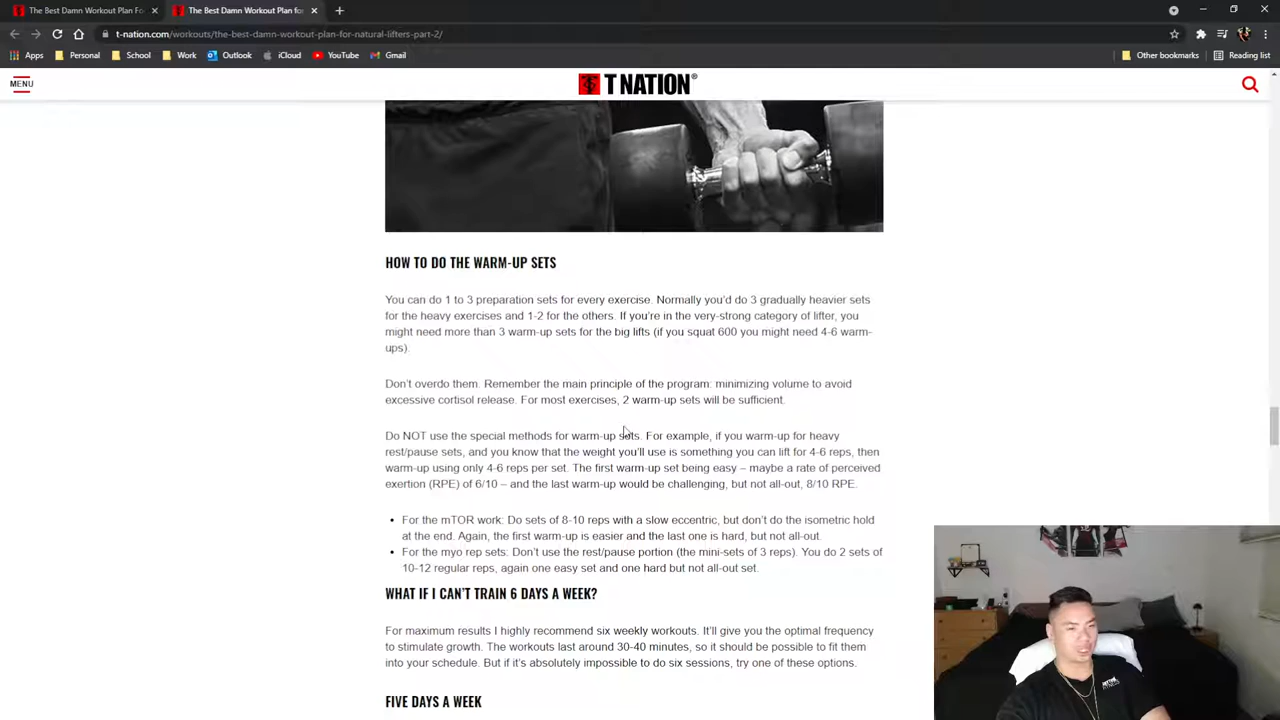 The Best Damn Workout Plan For
The Best Damn Workout Plan for
t-nation.com/workouts/the-best-damn-workout-plan-for-natural-lifters-part-2/
Apps Personal School Work Outlook iCloud YouTube Gmail Other bookmarks Reading list
MENU
T NATION®
HOW TO DO THE WARM-UP SETS
You can do 1 to 3 preparation sets for every exercise. Normally you'd do 3 gradually heavier sets
for the heavy exercises and 1-2 for the others. If you're in the very-strong category of lifter, you
might need more than 3 warm-up sets for the big lifts (if you squat 600 you might need 4-6 warm-
ups).
Don't overdo them. Remember the main principle of the program: minimizing volume to avoid
excessive cortisol release. For most exercises, 2 warm-up sets will be sufficient.
Do NOT use the special methods for warm-up sets. For example, if you warm-up for heavy
rest/pause sets, and you know that the weight you'll use is something you can lift for 4-6 reps, then
warm-up using only 4-6 reps per set. The first warm-up set being easy – maybe a rate of perceived
exertion (RPE) of 6/10 – and the last warm-up would be challenging, but not all-out, 8/10 RPE.
• For the mTOR work: Do sets of 8-10 reps with a slow eccentric, but don't do the isometric hold
at the end. Again, the first warm-up is easier and the last one is hard, but not all-out.
• For the myo rep sets: Don't use the rest/pause portion (the mini-sets of 3 reps). You do 2 sets of
10-12 regular reps, again one easy set and one hard but not all-out set.
WHAT IF I CAN'T TRAIN 6 DAYS A WEEK?
For maximum results I highly recommend six weekly workouts. It'll give you the optimal frequency
to stimulate growth. The workouts last around 30-40 minutes, so it should be possible to fit them
into your schedule. But if it's absolutely impossible to do six sessions, try one of these options.
FIVE DAYS A WEEK